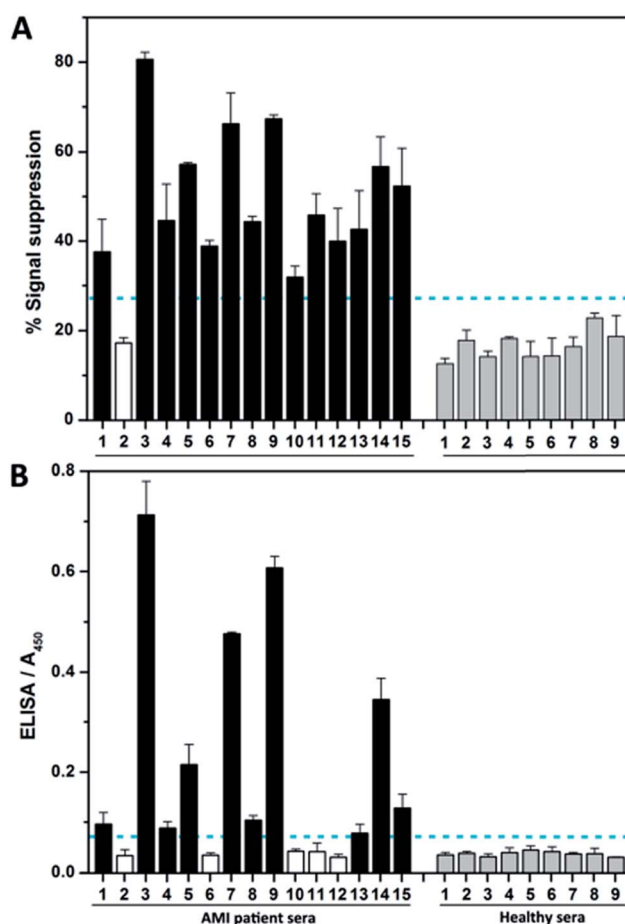 A
% Signal suppression
80
60
40
20
0
1 2 3 4 5 6 7 8 9 10 11 12 13 14 15 1 2 3 4 5 6 7 8 9
B
ELISA / A450
0.8
0.6
0.4
0.2
0.0
1 2 3 4 5 6 7 8 9 10 11 12 13 14 15 1 2 3 4 5 6 7 8 9
AMI patient sera Healthy sera